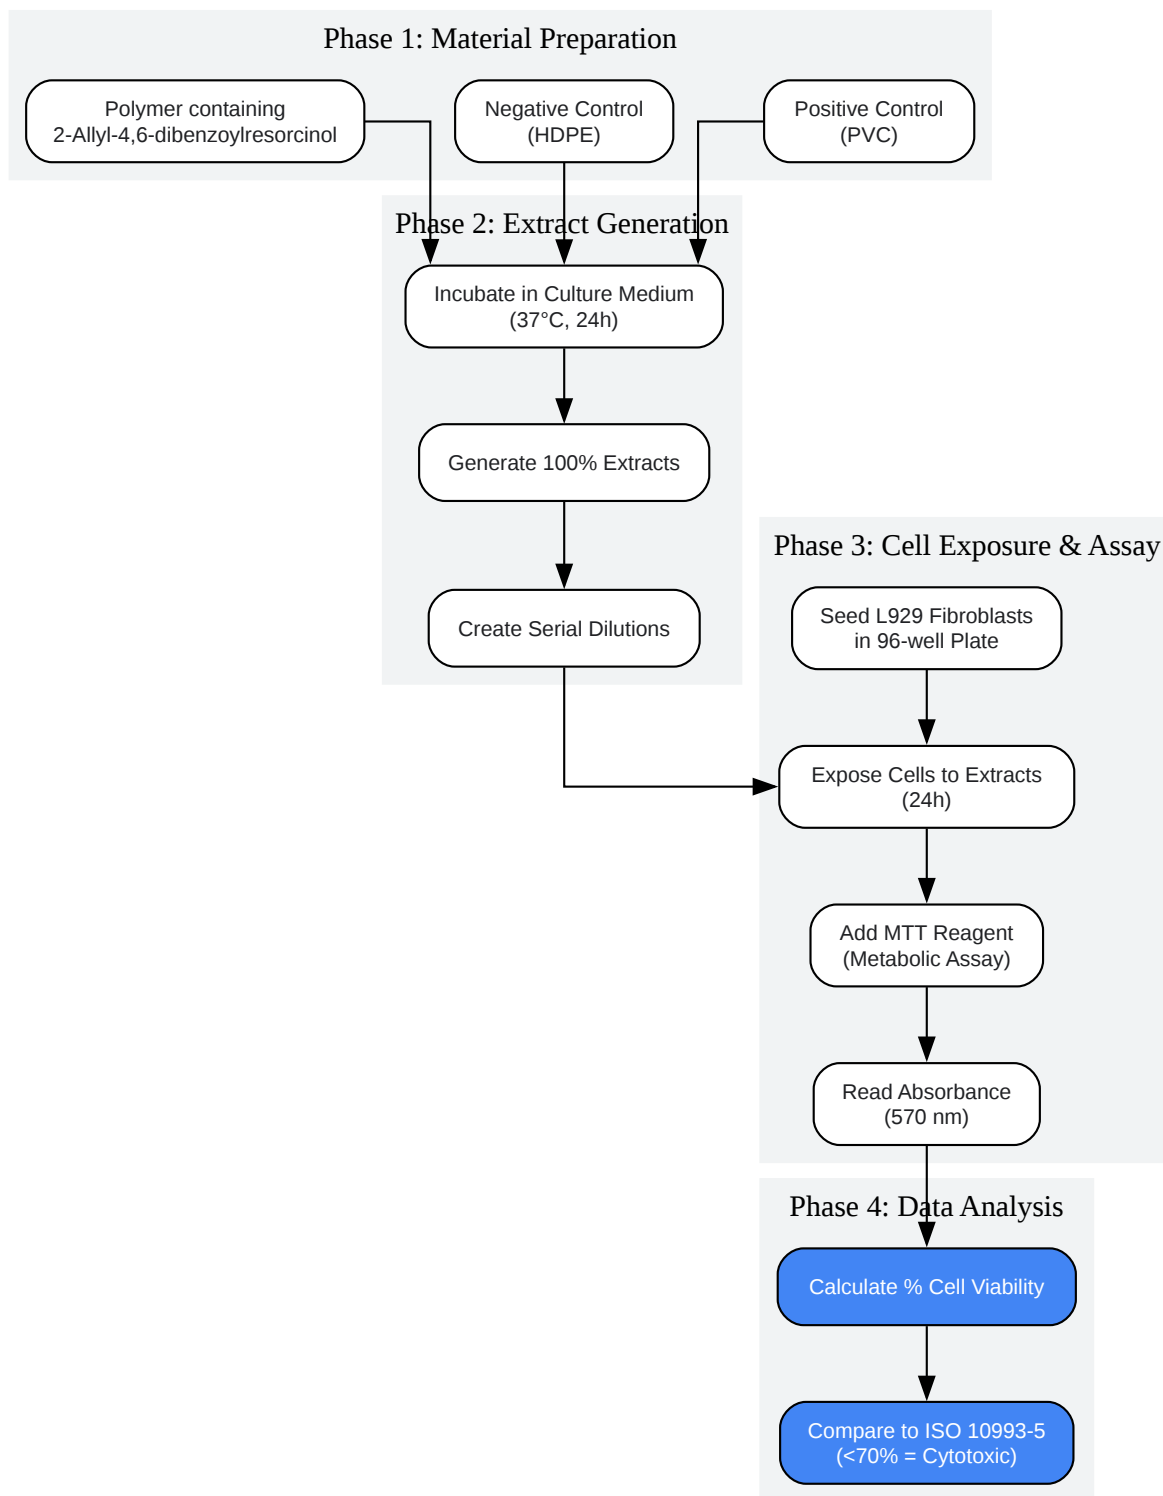 Phase 1: Material Preparation
Polymer containing
2-Allyl-4,6-dibenzoylresorcinol
Negative Control
(HDPE)
Positive Control
(PVC)
Phase 2: Extract Generation
Incubate in Culture Medium
(37°C, 24h)
Generate 100% Extracts
Create Serial Dilutions
Phase 3: Cell Exposure & Assay
Seed L929 Fibroblasts
in 96-well Plate
Expose Cells to Extracts
(24h)
Add MTT Reagent
(Metabolic Assay)
Read Absorbance
(570 nm)
Phase 4: Data Analysis
Calculate % Cell Viability
Compare to ISO 10993-5
(<70% = Cytotoxic)